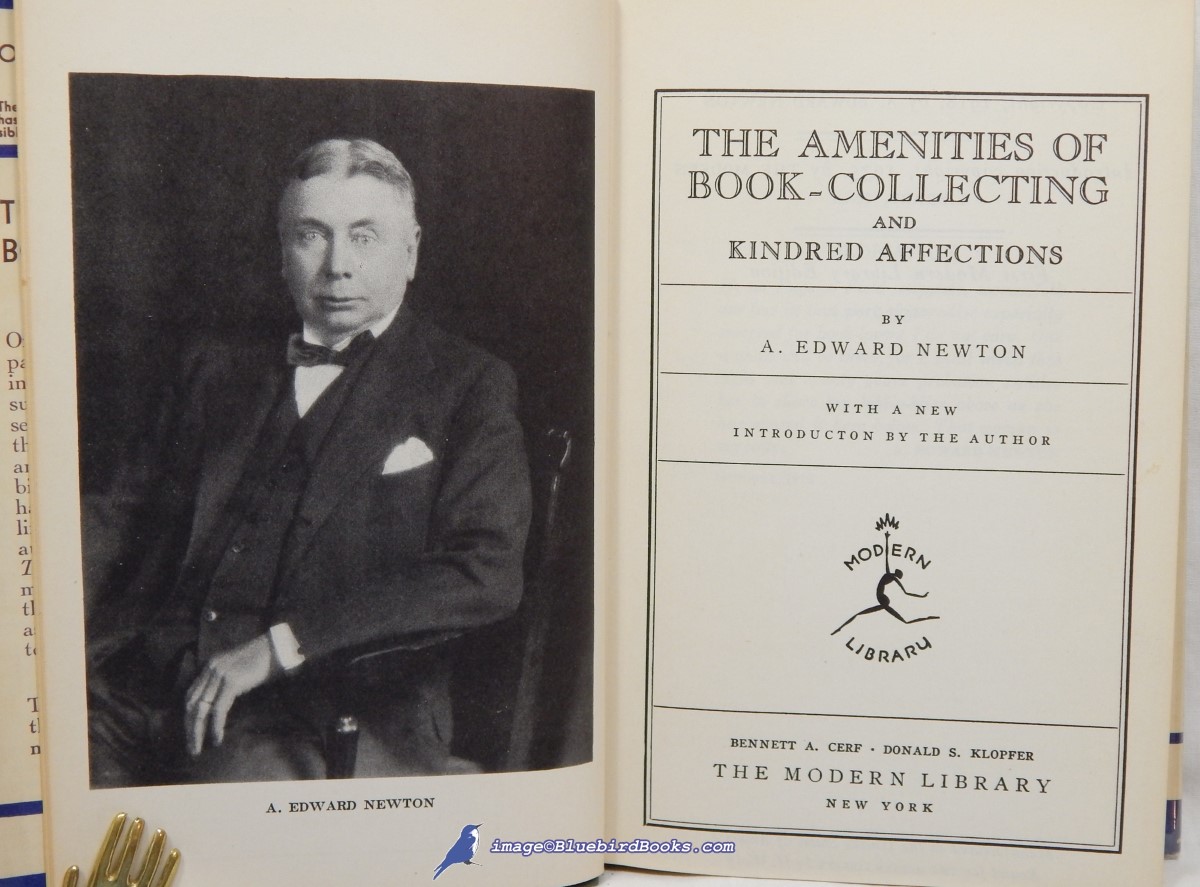 A. EDWARD NEWTON
THE AMENITIES OF
BOOK-COLLECTING
AND
KINDRED AFFECTIONS
BY
A. EDWARD NEWTON
WITH A NEW
INTRODUCTON BY THE AUTHOR
MODERN
LIBRARY
BENNETT A. CERF · DONALD S. KLOPFER
THE MODERN LIBRARY
NEW YORK
image©BluebirdBooks.com